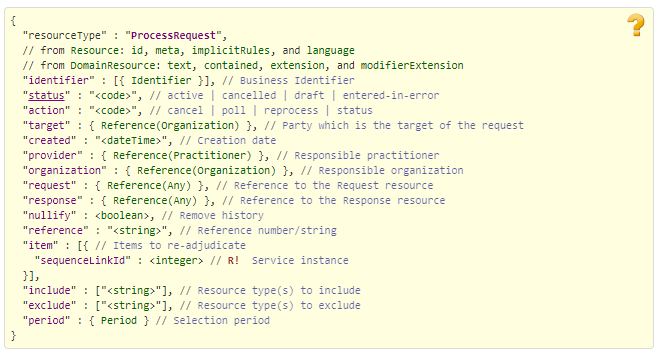 {
  "resourceType" : "ProcessRequest",
  // from Resource: id, meta, implicitRules, and language
  // from DomainResource: text, contained, extension, and modifierExtension
  "identifier" : [{ Identifier }], // Business Identifier
  "status" : "<code>", // active | cancelled | draft | entered-in-error
  "action" : "<code>", // cancel | poll | reprocess | status
  "target" : { Reference(Organization) }, // Party which is the target of the request
  "created" : "<dateTime>", // Creation date
  "provider" : { Reference(Practitioner) }, // Responsible practitioner
  "organization" : { Reference(Organization) }, // Responsible organization
  "request" : { Reference(Any) }, // Reference to the Request resource
  "response" : { Reference(Any) }, // Reference to the Response resource
  "nullify" : <boolean>, // Remove history
  "reference" : "<string>", // Reference number/string
  "item" : [{ // Items to re-adjudicate
    "sequenceLinkId" : <integer> // R!  Service instance
  }],
  "include" : ["<string>"], // Resource type(s) to include
  "exclude" : ["<string>"], // Resource type(s) to exclude
  "period" : { Period } // Selection period
}
?